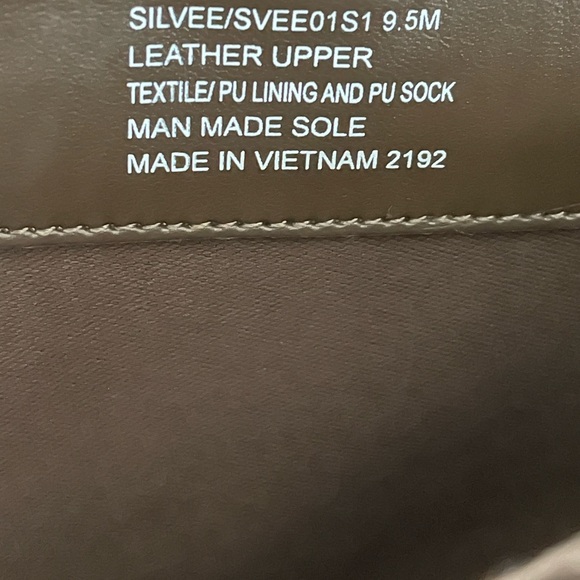 SILVEE/SVEE01S1 9.5M
LEATHER UPPER
TEXTILE/ PU LINING AND PU SOCK
MAN MADE SOLE
MADE IN VIETNAM 2192